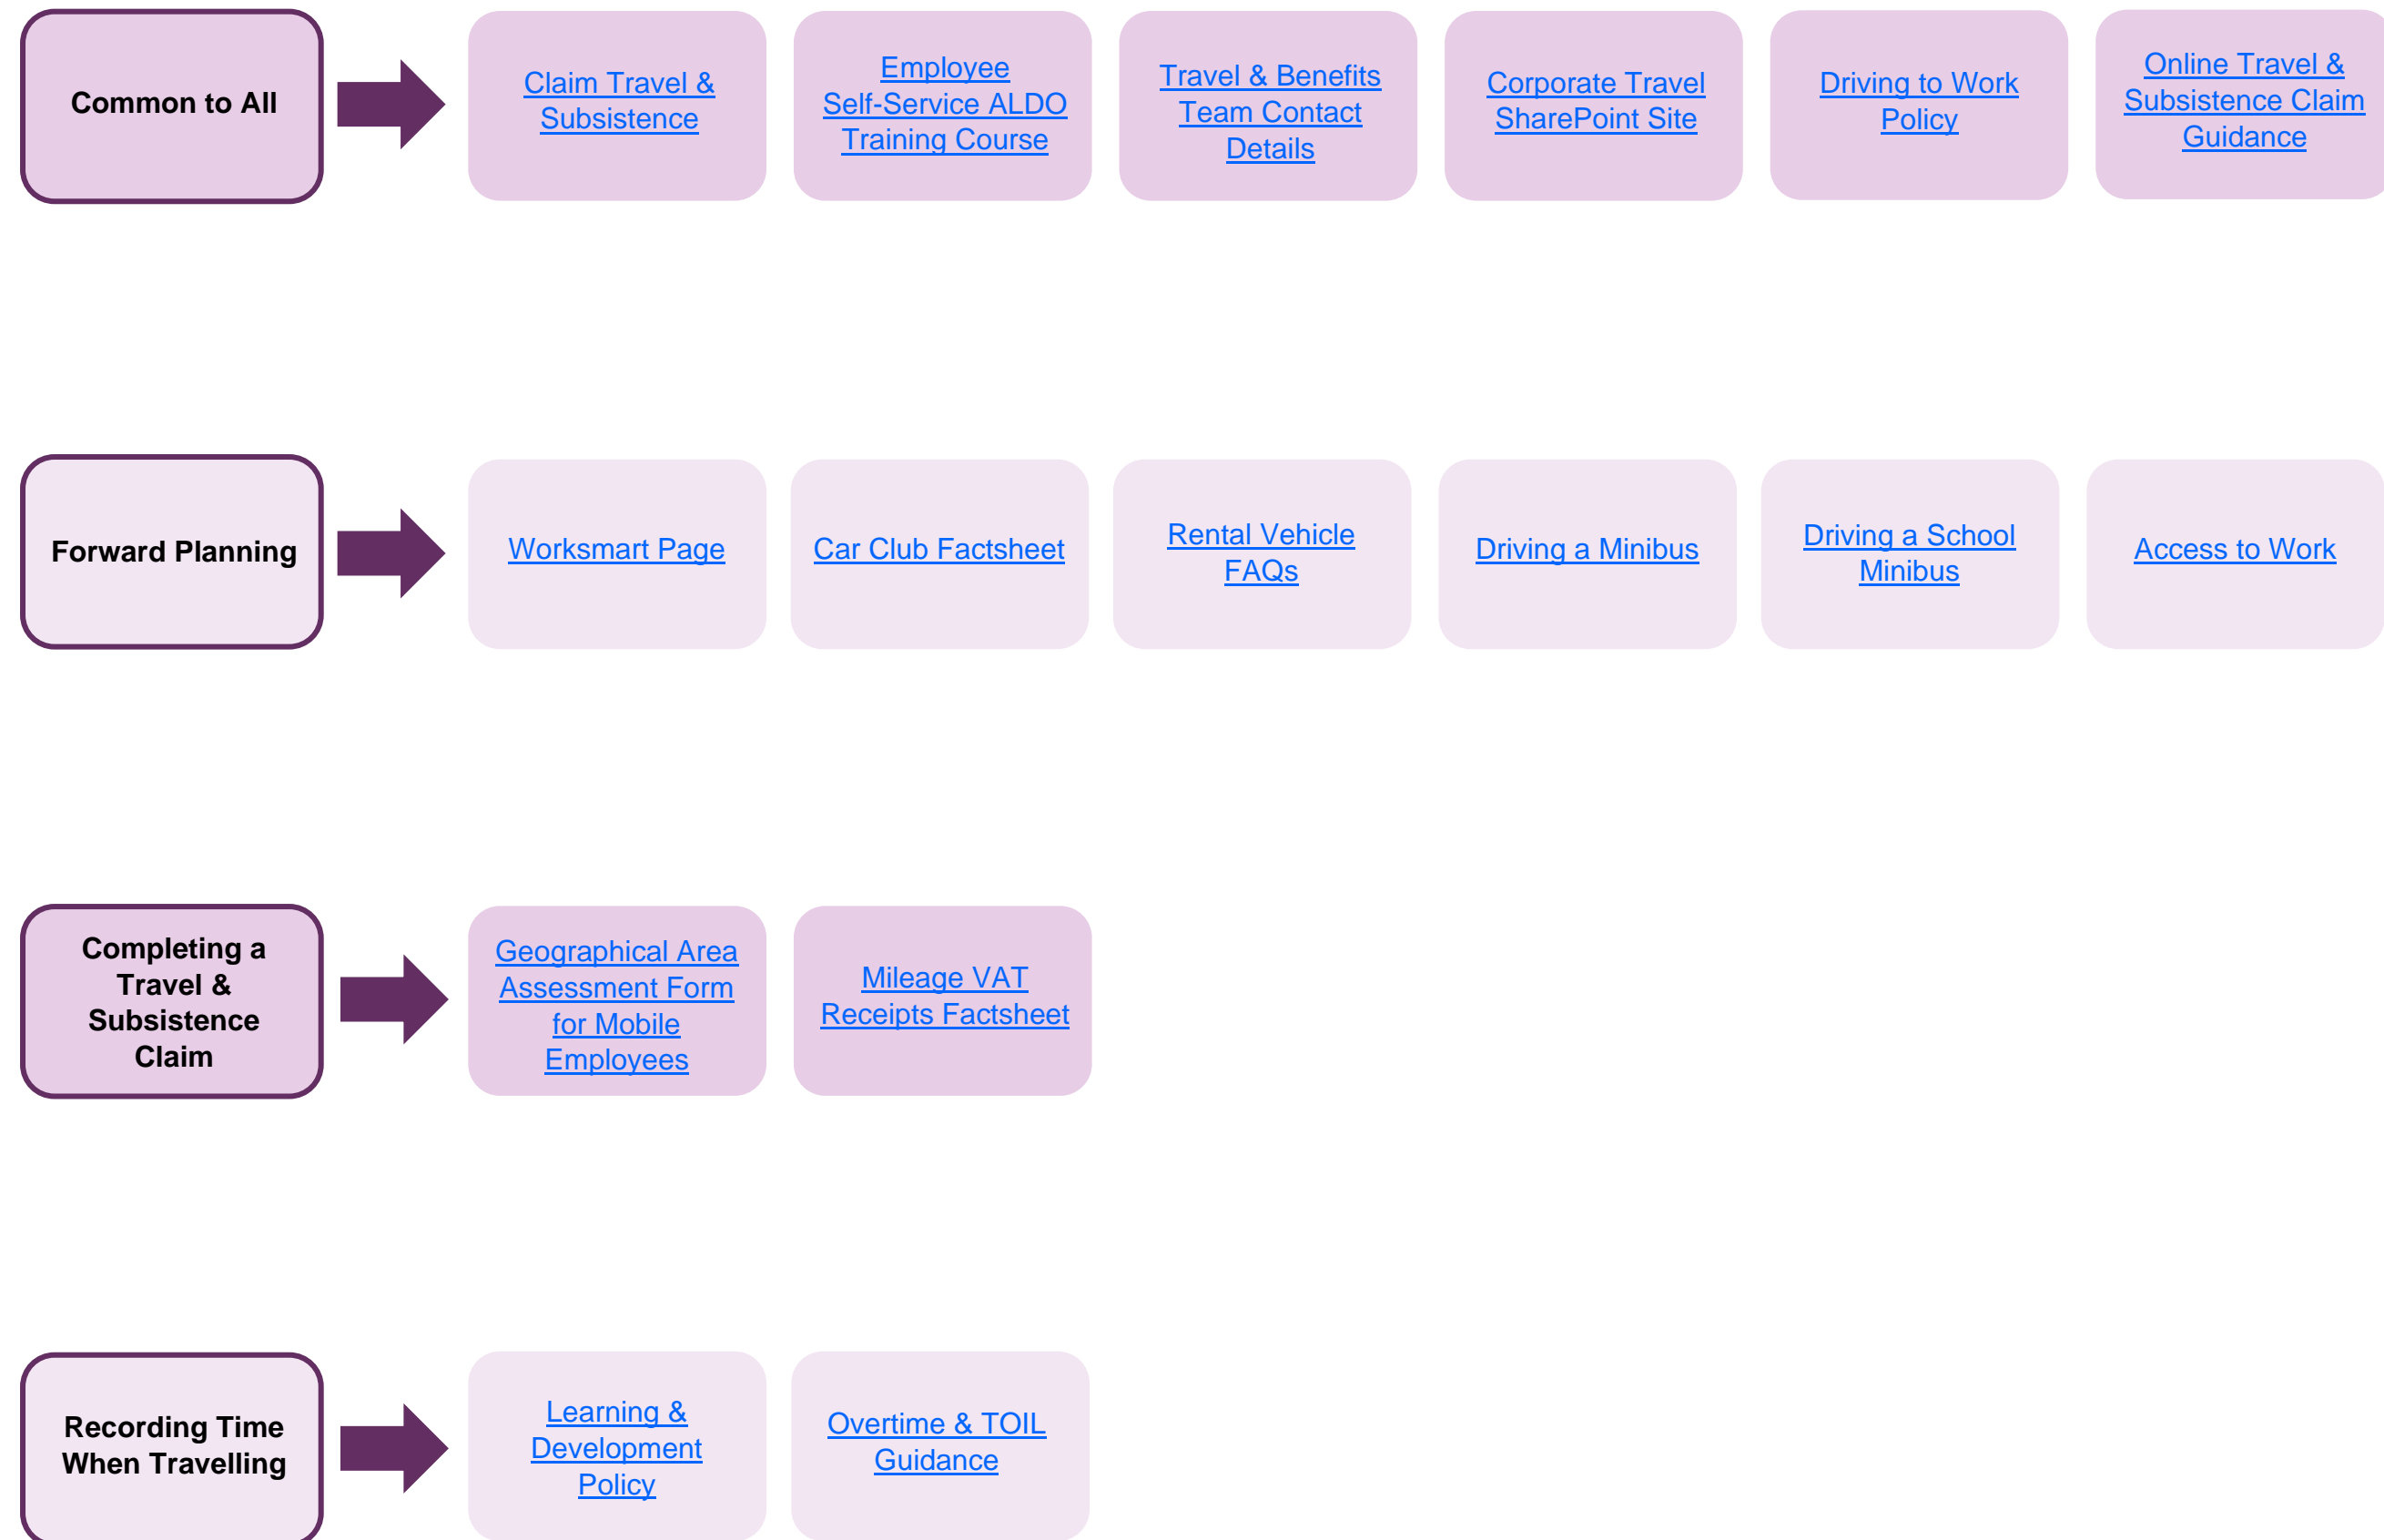 Common to All
Claim Travel &
Subsistence
Employee
Self-Service ALDO
Training Course
Travel & Benefits
Team Contact
Details
Corporate Travel
SharePoint Site
Driving to Work
Policy
Online Travel &
Subsistence Claim
Guidance
Forward Planning
Worksmart Page
Car Club Factsheet
Rental Vehicle
FAQs
Driving a Minibus
Driving a School
Minibus
Access to Work
Completing a
Travel &
Subsistence
Claim
Geographical Area
Assessment Form
for Mobile
Employees
Mileage VAT
Receipts Factsheet
Recording Time
When Travelling
Learning &
Development
Policy
Overtime & TOIL
Guidance